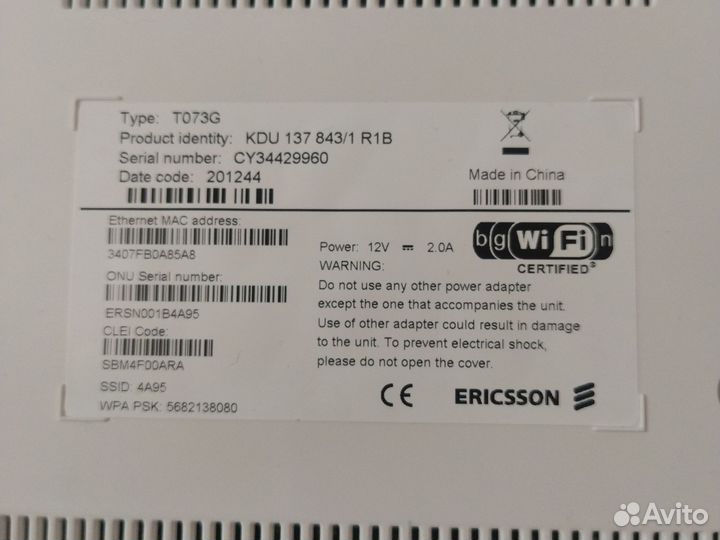 Type: T073G
Product identity: KDU 137 843/1 R1B
Serial number: CY34429960
Date code: 201244
Made in China
Ethernet MAC address:
3407FB0A85A8
ONU Serial number:
ERSN001B4A95
CLEI Code:
SBM4F00ARA
SSID: 4A95
WPA PSK: 5682138080
Power: 12V ⎓ 2.0A
b g WiFi n
CERTIFIED³
WARNING:
Do not use any other power adapter
except the one that accompanies the unit.
Use of other adapter could result in damage
to the unit. To prevent electrical shock,
please do not open the cover.
CE ERICSSON
Avito